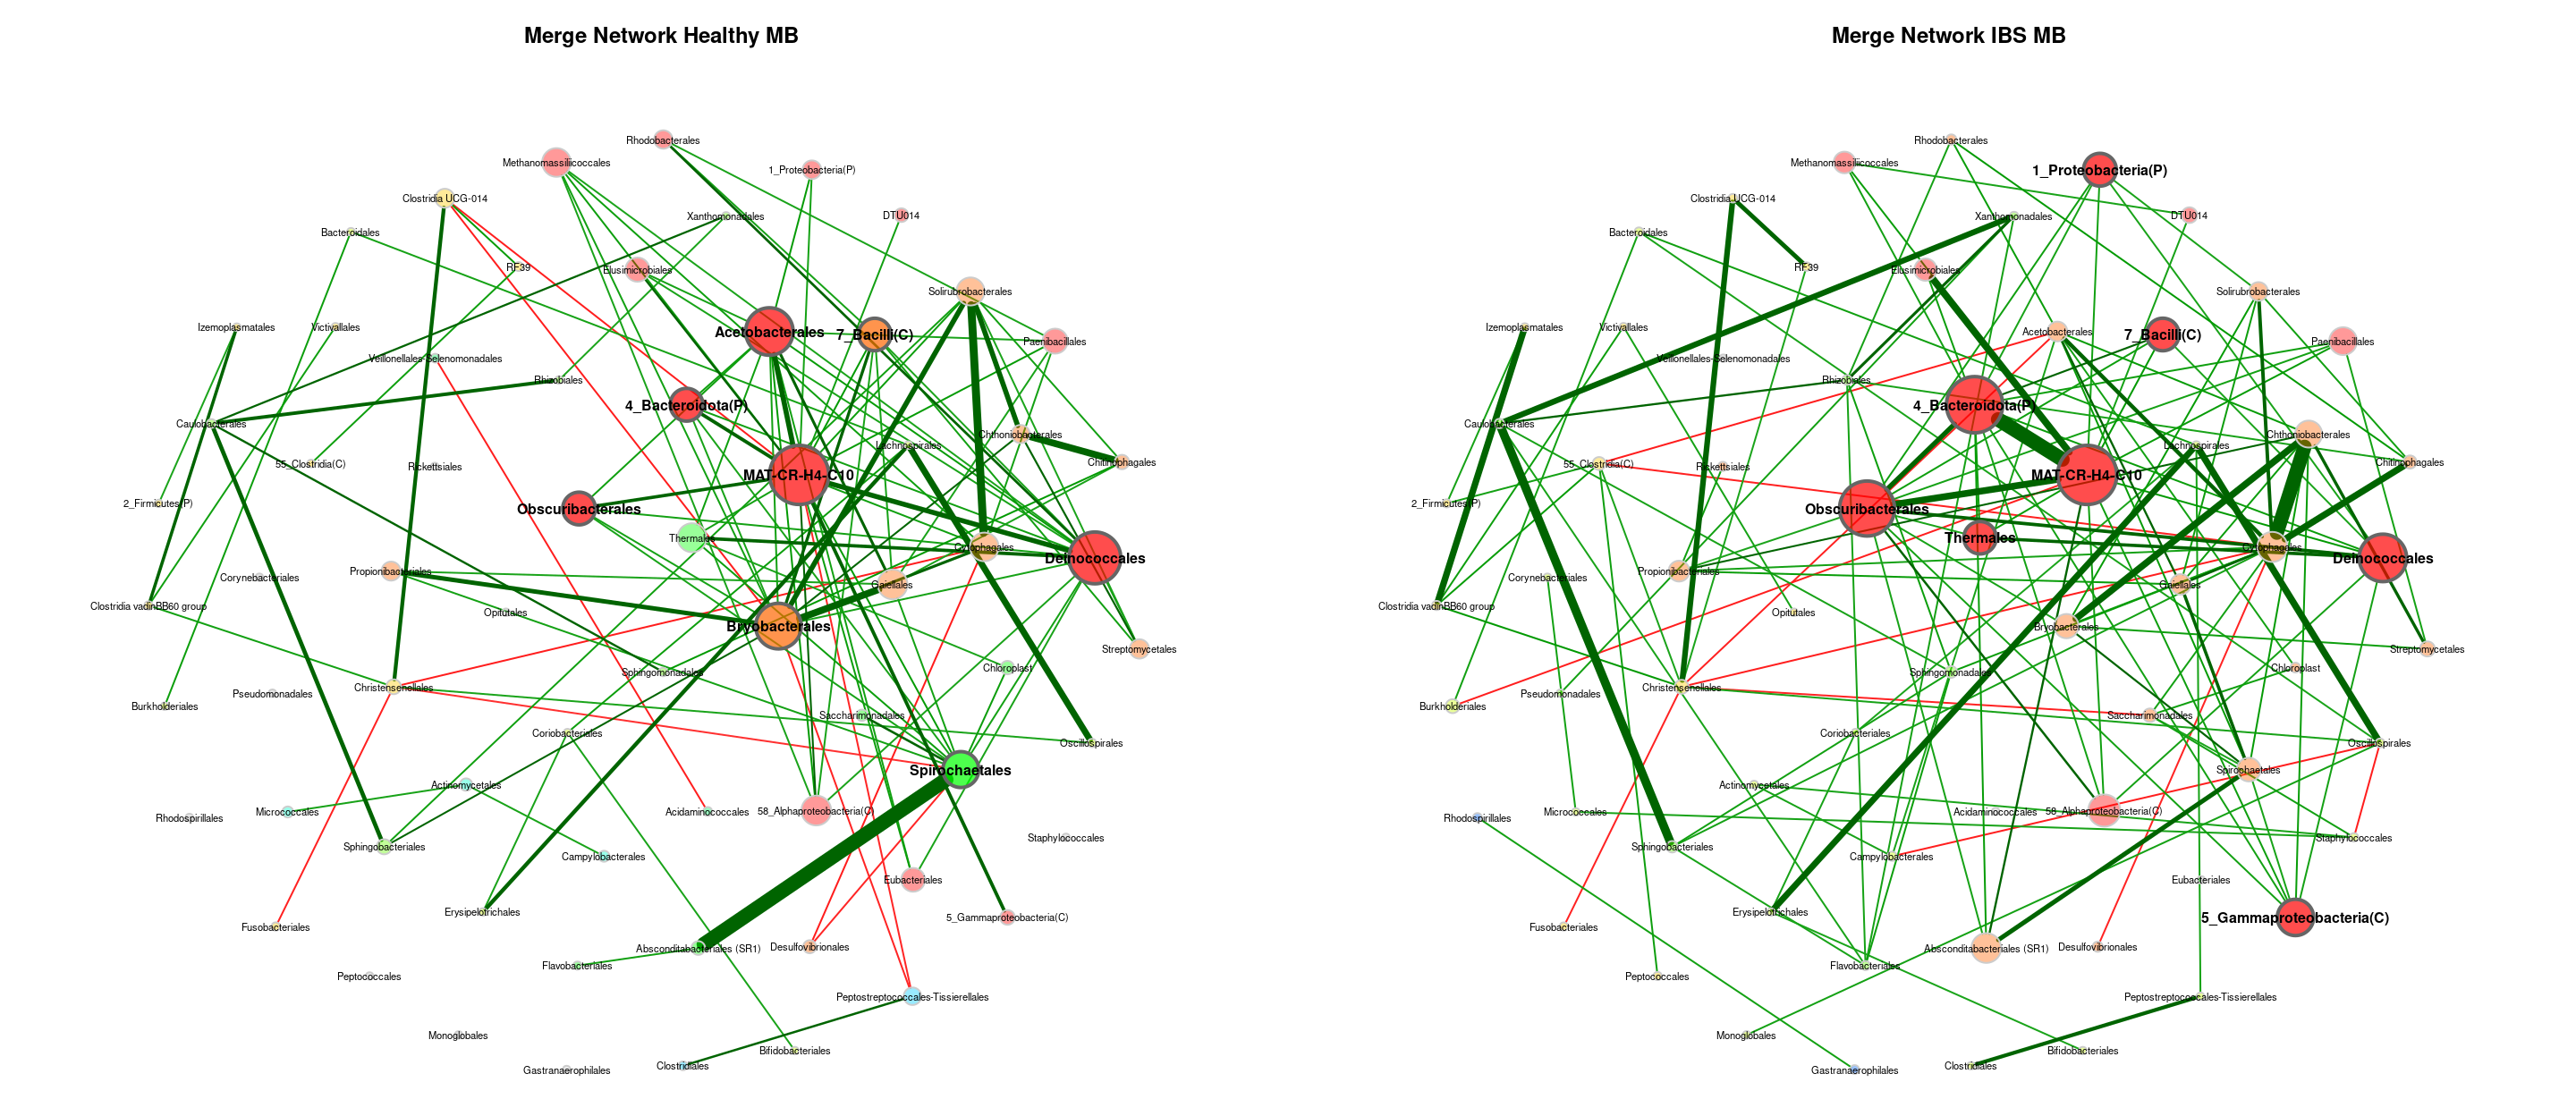 Merge Network Healthy MB
Rhodobacterales
Methanomassiliicoccales
1_Proteobacteria(P)
Clostridia UCG-014
Xanthomonadales
DTU014
Bacteroidales
RF39
Elusimicrobiales
Solirubrobacterales
Izemoplasmatales
Victivallales
Acetobacterales
7_Bacilli(C)
Paenibacillales
Veillonellales-Selenomonadales
Rhizobiales
4_Bacteroidota(P)
Caulobacterales
Chthoniobacterales
Lachnospirales
55_Clostridia(C)
Rickettsiales
Chitinophagales
MAT-CR-H4-C10
2_Firmicutes(P)
Obscuribacterales
Thermales
Cytophagales
Deinococcales
Propionibacteriales
Corynebacteriales
Gaiellales
Clostridia vadinBB60 group
Opitutales
Bryobacterales
Streptomycetales
Chloroplast
Sphingomonadales
Christensenellales
Pseudomonadales
Burkholderiales
Saccharimonadales
Coriobacteriales
Oscillospirales
Spirochaetales
Actinomycetales
Micrococcales
Rhodospirillales
Acidaminococcales
58_Alphaproteobacteria(C)
Staphylococcales
Sphingobacteriales
Campylobacterales
Eubacteriales
Erysipelotrichales
5_Gammaproteobacteria(C)
Fusobacteriales
Absconditabacteriales (SR1)
Desulfovibrionales
Flavobacteriales
Peptococcales
Peptostreptococcales-Tissierellales
Monoglobales
Bifidobacteriales
Clostridiales
Gastranaerophilales
Merge Network IBS MB
Rhodobacterales
Methanomassiliicoccales
1_Proteobacteria(P)
Clostridia UCG-014
Xanthomonadales
DTU014
Bacteroidales
RF39
Elusimicrobiales
Solirubrobacterales
Izemoplasmatales
Victivallales
Acetobacterales
7_Bacilli(C)
Paenibacillales
Veillonellales-Selenomonadales
Rhizobiales
4_Bacteroidota(P)
Caulobacterales
Chthoniobacterales
Lachnospirales
55_Clostridia(C)
Rickettsiales
Chitinophagales
MAT-CR-H4-C10
2_Firmicutes(P)
Obscuribacterales
Thermales
Cytophagales
Deinococcales
Propionibacteriales
Corynebacteriales
Gaiellales
Clostridia vadinBB60 group
Opitutales
Bryobacterales
Streptomycetales
Chloroplast
Sphingomonadales
Christensenellales
Pseudomonadales
Burkholderiales
Saccharimonadales
Coriobacteriales
Oscillospirales
Spirochaetales
Actinomycetales
Micrococcales
Rhodospirillales
Acidaminococcales
58_Alphaproteobacteria(C)
Staphylococcales
Sphingobacteriales
Campylobacterales
Eubacteriales
Erysipelotrichales
5_Gammaproteobacteria(C)
Fusobacteriales
Absconditabacteriales (SR1)
Desulfovibrionales
Flavobacteriales
Peptococcales
Peptostreptococcales-Tissierellales
Monoglobales
Bifidobacteriales
Clostridiales
Gastranaerophilales